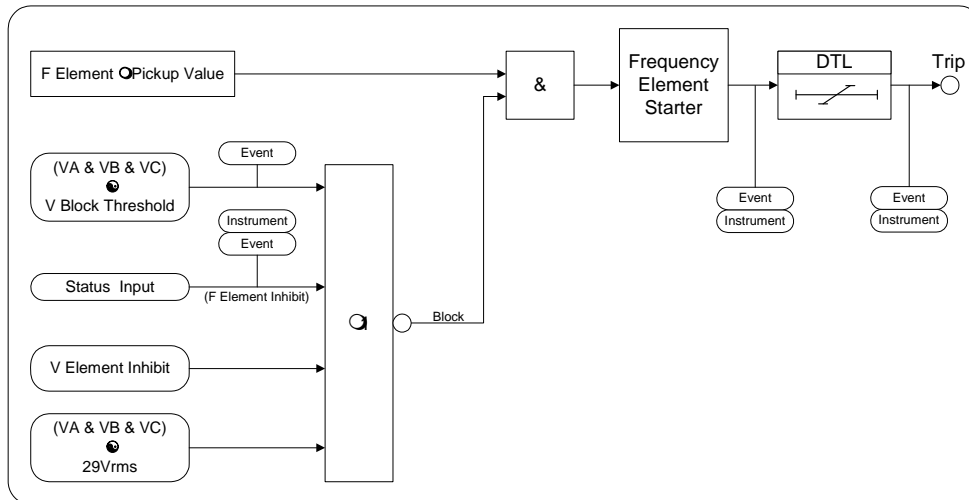 F Element Pickup Value
&
Frequency
Element
Starter
DTL
Trip
(VA & VB & VC)
V Block Threshold
Event
Instrument
Event
Status Input
(F Element Inhibit)
Block
V Element Inhibit
(VA & VB & VC)
29Vrms
Event
Instrument
Event
Instrument